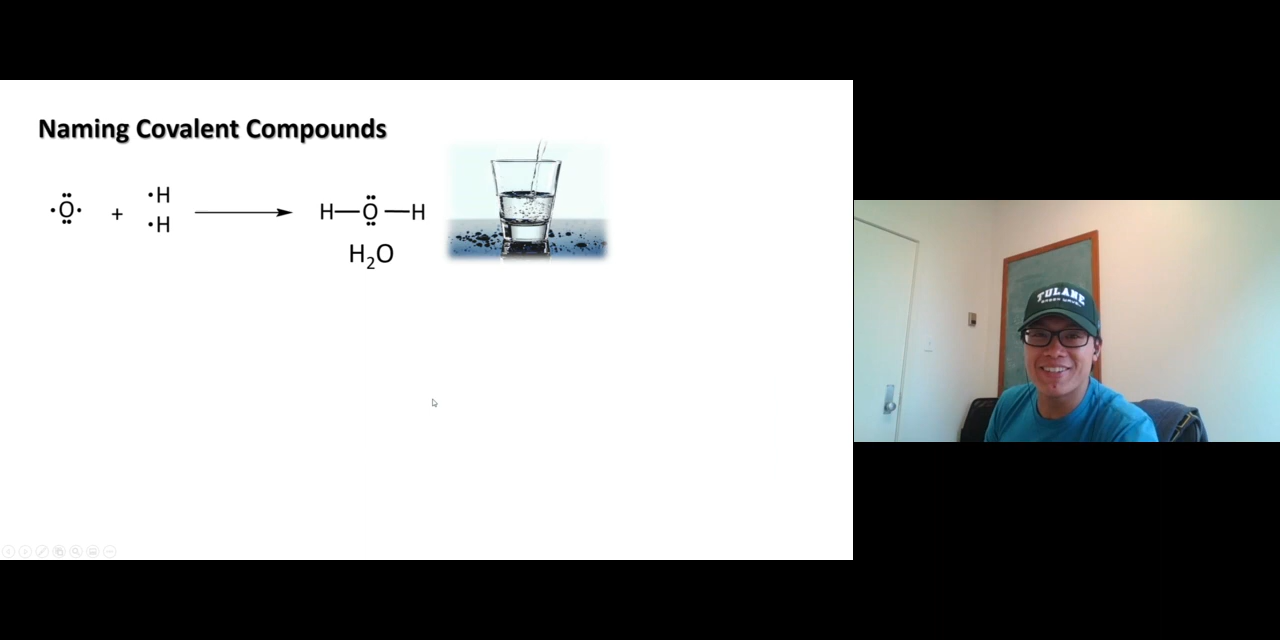 Naming Covalent Compounds
·Ö̤· + ·H
·H
H—Ö̤—H
H₂O
TULANE